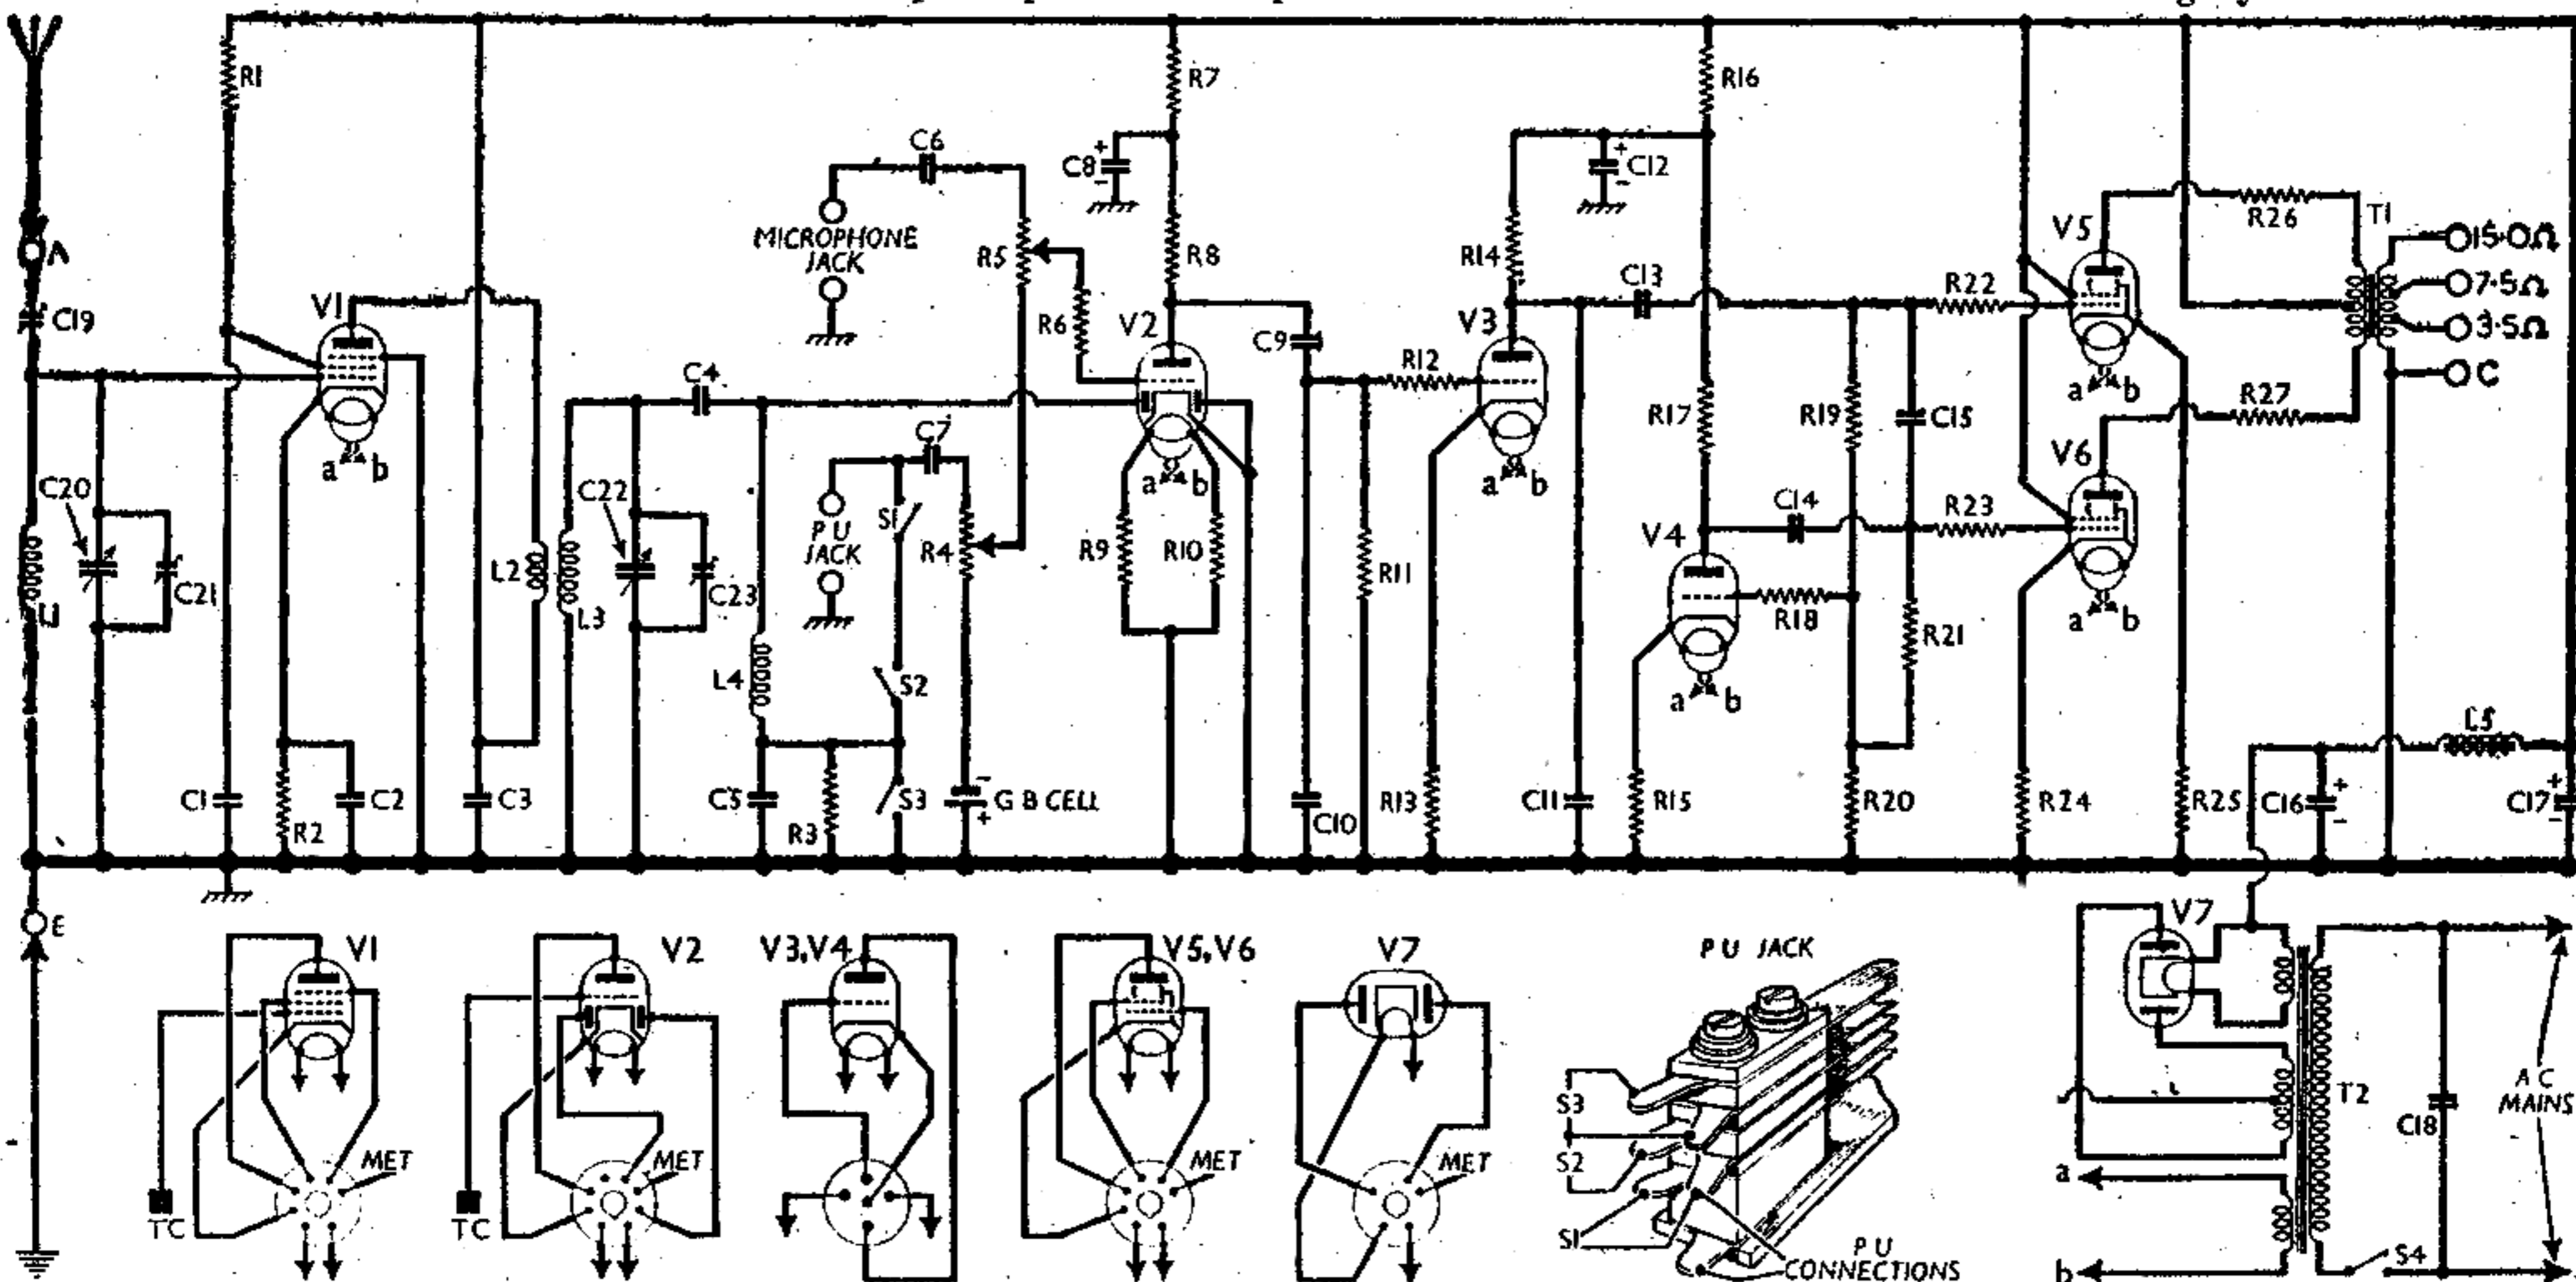 R1
R7
R16
C6
C8
+
-
+
C12
-
MICROPHONE
JACK
R5
R8
R14
C13
R26
T1
15·0Ω
7·5Ω
3·5Ω
C
A
C19
V1
R6
V2
C9
V3
R12
R22
V5
a b
R27
C4
R17
R19
C15
V6
a b
C7
a b
a b
C20
C22
S1
P U
JACK
R4
R9
R10
R11
V4
C14
R23
a b
L1
C21
L2
L3
C23
R18
R21
L4
S2
a b
L5
C1
R2
C2
C3
C5
R3
S3
-
G B CELL
+
C10
R13
C11
R15
R20
R24
R25
C16
+
-
C17
+
-
E
V1
V2
V3,V4
V5,V6
V7
P U JACK
V7
S3
S2
S1
T2
C18
A C
MAINS
MET
MET
MET
MET
TC
TC
P U
CONNECTIONS
a
b
S4